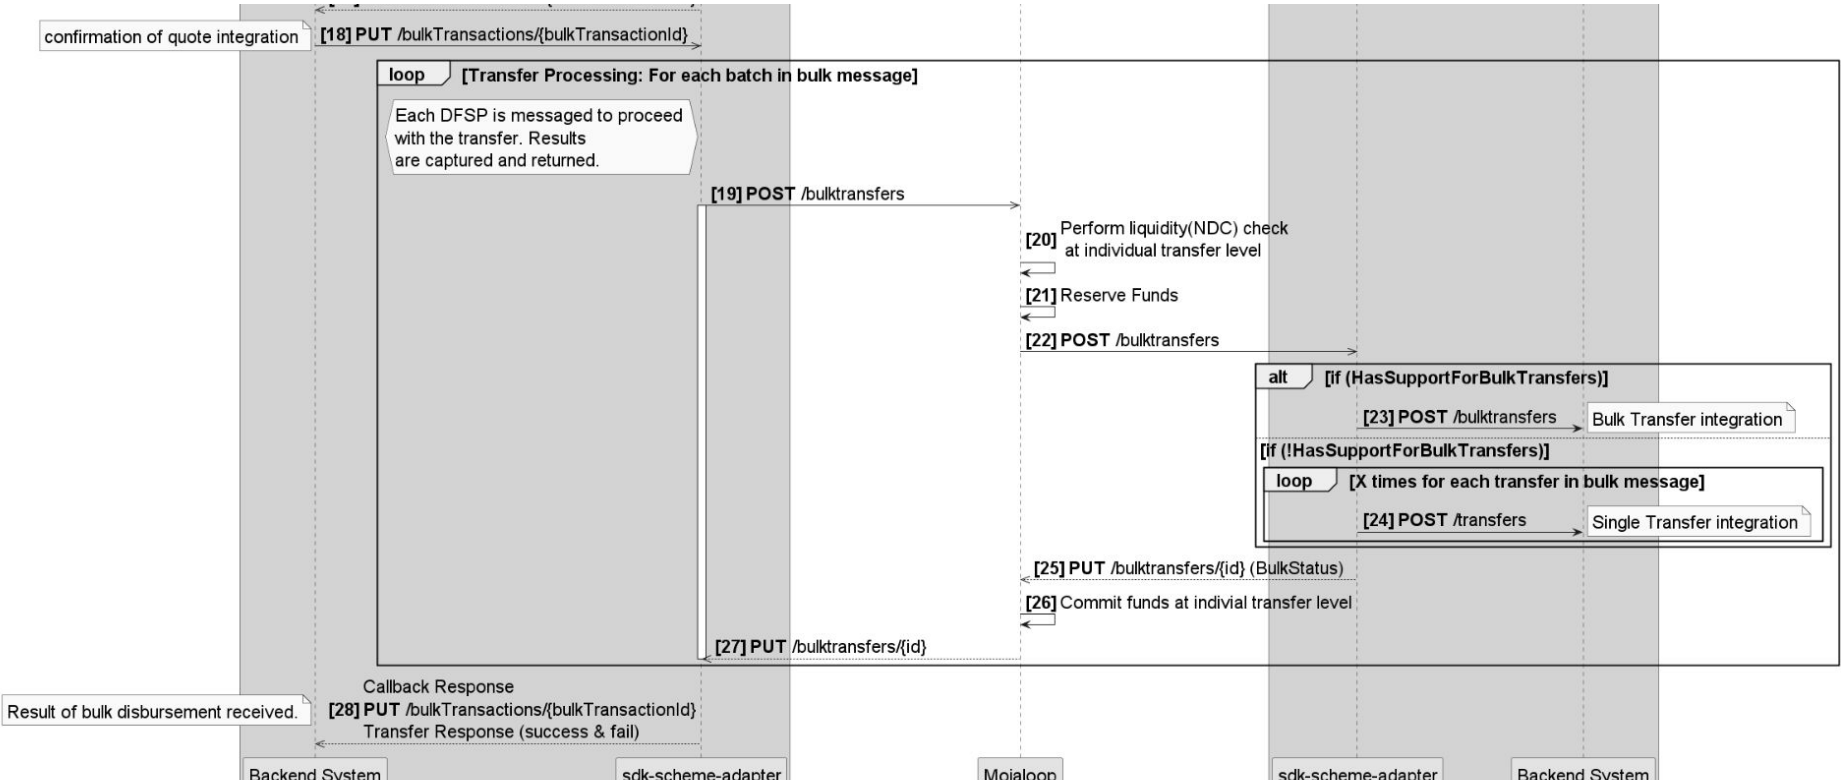 confirmation of quote integration
[18] PUT /bulkTransactions/{bulkTransactionId}
loop [Transfer Processing: For each batch in bulk message]
Each DFSP is messaged to proceed
with the transfer. Results
are captured and returned.
[19] POST /bulktransfers
[20] Perform liquidity(NDC) check
at individual transfer level
[21] Reserve Funds
[22] POST /bulktransfers
alt [if (HasSupportForBulkTransfers)]
[23] POST /bulktransfers
Bulk Transfer integration
[if (!HasSupportForBulkTransfers)]
loop [X times for each transfer in bulk message]
[24] POST /transfers
Single Transfer integration
[25] PUT /bulktransfers/{id} (BulkStatus)
[26] Commit funds at indivial transfer level
[27] PUT /bulktransfers/{id}
Callback Response
Result of bulk disbursement received.
[28] PUT /bulkTransactions/{bulkTransactionId}
Transfer Response (success & fail)
Backend System
sdk-scheme-adapter
Mojaloop
sdk-scheme-adapter
Backend System